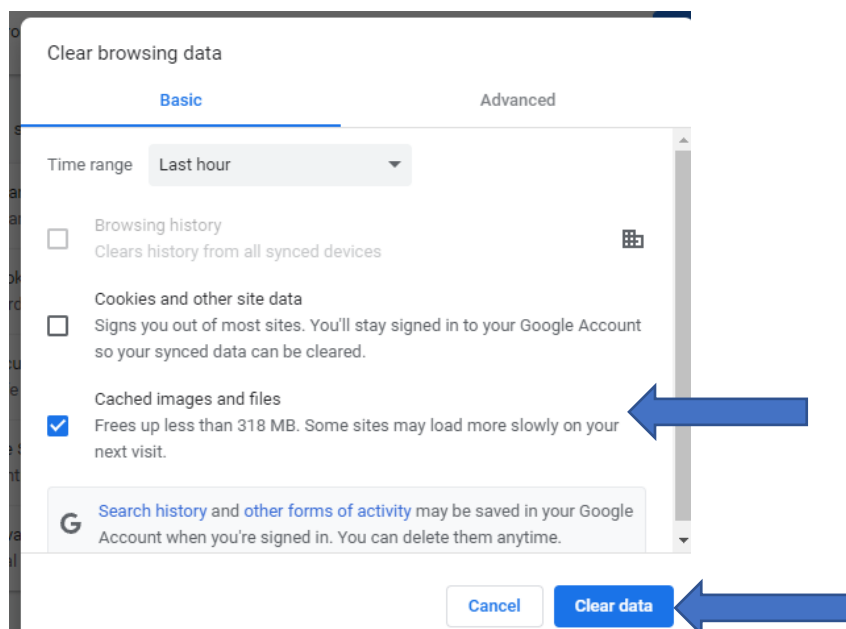 Clear browsing data
Basic
Advanced
Time range
Last hour
Browsing history
Clears history from all synced devices
Cookies and other site data
Signs you out of most sites. You'll stay signed in to your Google Account
so your synced data can be cleared.
Cached images and files
Frees up less than 318 MB. Some sites may load more slowly on your
next visit.
G
Search history and other forms of activity may be saved in your Google
Account when you're signed in. You can delete them anytime.
Cancel
Clear data